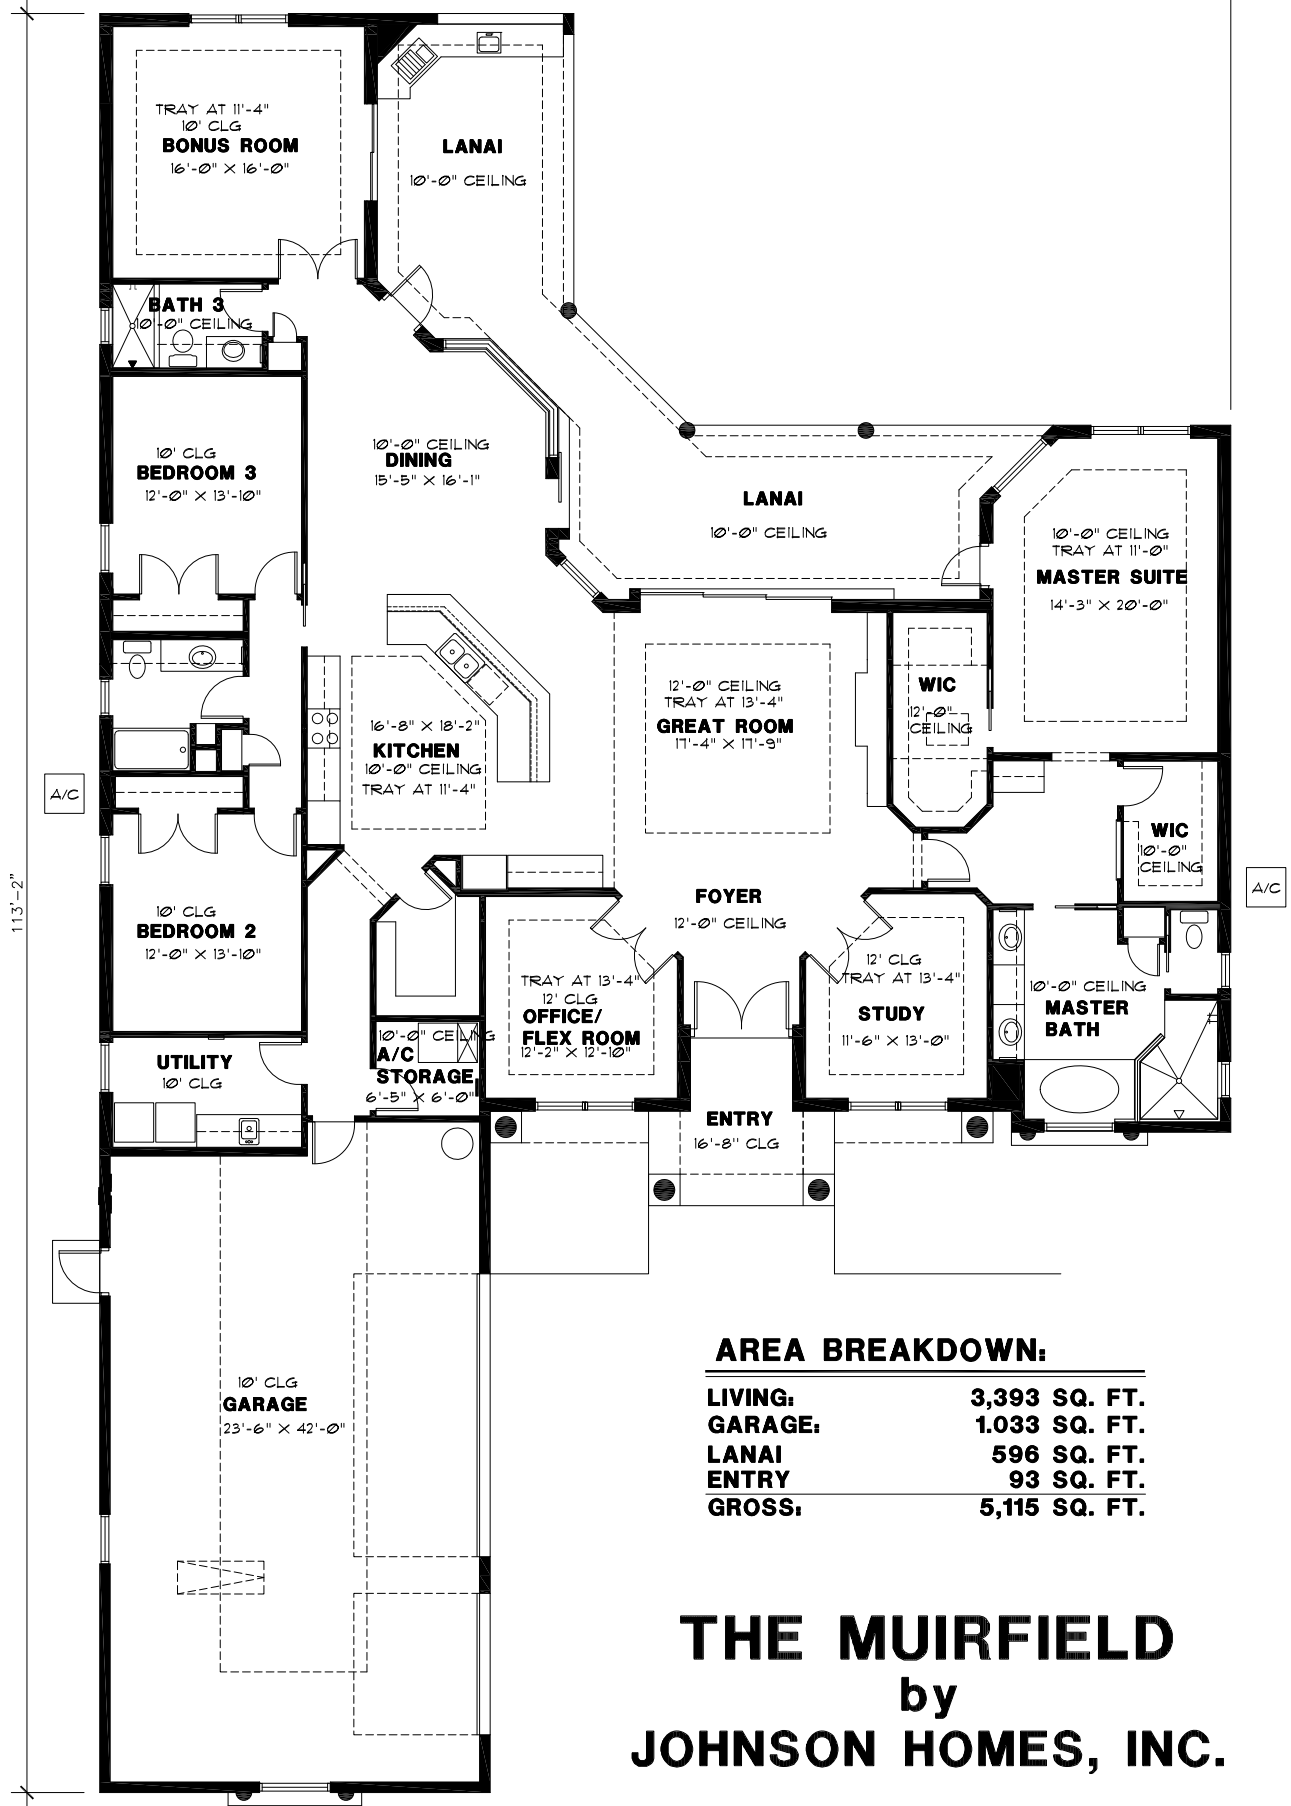 TRAY AT 11'-4"
10' CLG
BONUS ROOM
16'-0" X 16'-0"
LANAI
10'-0" CEILING
BATH 3
10'-0" CEILING
10' CLG
BEDROOM 3
12'-0" X 13'-10"
10'-0" CEILING
DINING
15'-5" X 16'-1"
LANAI
10'-0" CEILING
10'-0" CEILING
TRAY AT 11'-0"
MASTER SUITE
14'-3" X 20'-0"
16'-8" X 18'-2"
KITCHEN
10'-0" CEILING
TRAY AT 11'-4"
12'-0" CEILING
TRAY AT 13'-4"
GREAT ROOM
17'-4" X 17'-9"
WIC
12'-0"
CEILING
A/C
WIC
10'-0"
CEILING
A/C
113'-2"
10' CLG
BEDROOM 2
12'-0" X 13'-10"
FOYER
12'-0" CEILING
TRAY AT 13'-4"
12' CLG
OFFICE/
FLEX ROOM
12'-2" X 12'-10"
12' CLG
TRAY AT 13'-4"
STUDY
11'-6" X 13'-0"
10'-0" CEILING
MASTER
BATH
10'-0" CEILING
A/C
STORAGE
6'-5" X 6'-0"
UTILITY
10' CLG
ENTRY
16'-8" CLG
10' CLG
GARAGE
23'-6" X 42'-0"
AREA BREAKDOWN:
LIVING: 3,393 SQ. FT.
GARAGE: 1.033 SQ. FT.
LANAI 596 SQ. FT.
ENTRY 93 SQ. FT.
GROSS: 5,115 SQ. FT.
THE MUIRFIELD
by
JOHNSON HOMES, INC.